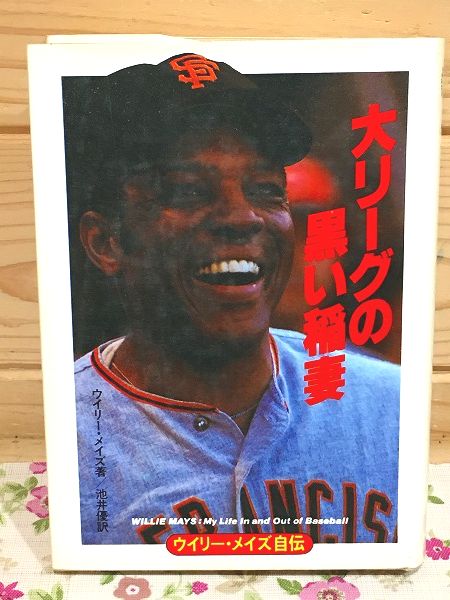 SF
大リーグの
黒い稲妻
ウイリー・メイズ著 池井優訳
FRANCIS
WILLIE MAYS: My Life In and Out of Baseball
ウイリー・メイズ自伝